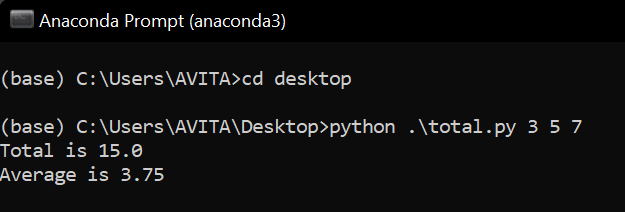 Anaconda Prompt (anaconda3)
(base) C:\Users\AVITA>cd desktop
(base) C:\Users\AVITA\Desktop>python .\total.py 3 5 7
Total is 15.0
Average is 3.75